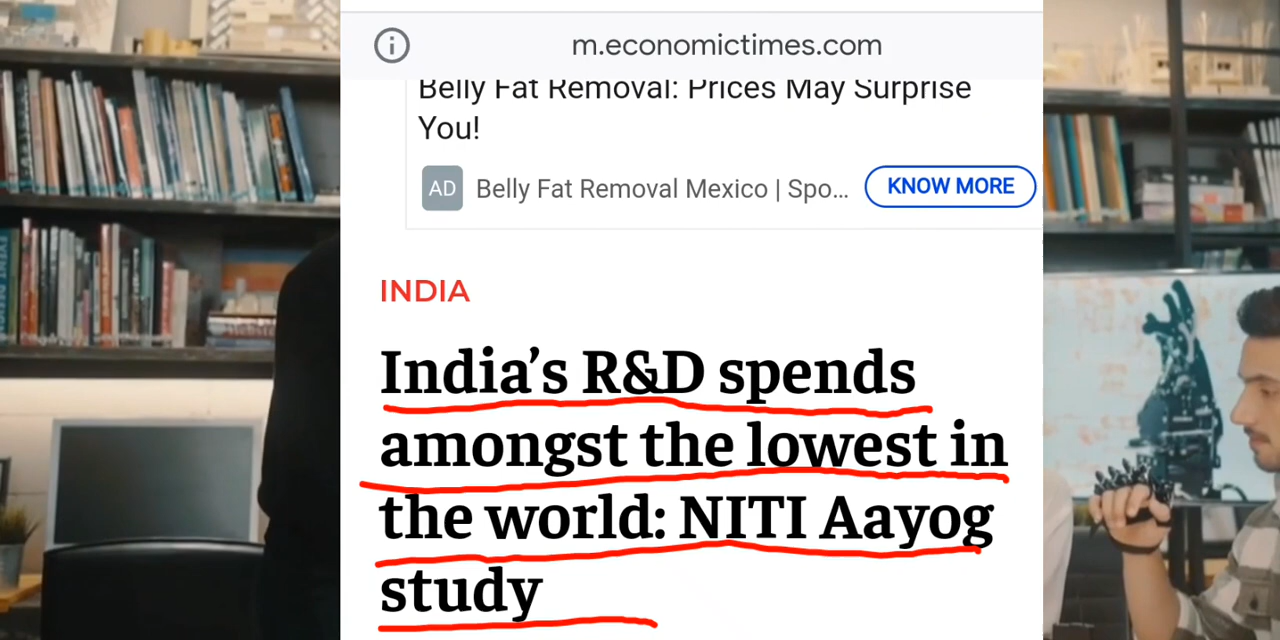 m.economictimes.com
Belly Fat Removal: Prices May Surprise
You!
AD Belly Fat Removal Mexico | Spo... KNOW MORE
INDIA
India's R&D spends
amongst the lowest in
the world: NITI Aayog
study